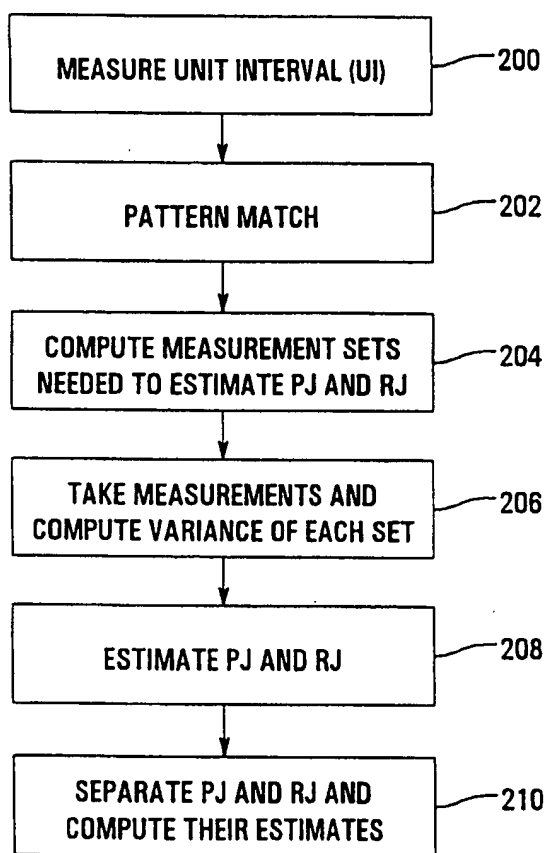 MEASURE UNIT INTERVAL (UI)
200
PATTERN MATCH
202
COMPUTE MEASUREMENT SETS
NEEDED TO ESTIMATE PJ AND RJ
204
TAKE MEASUREMENTS AND
COMPUTE VARIANCE OF EACH SET
206
ESTIMATE PJ AND RJ
208
SEPARATE PJ AND RJ AND
COMPUTE THEIR ESTIMATES
210